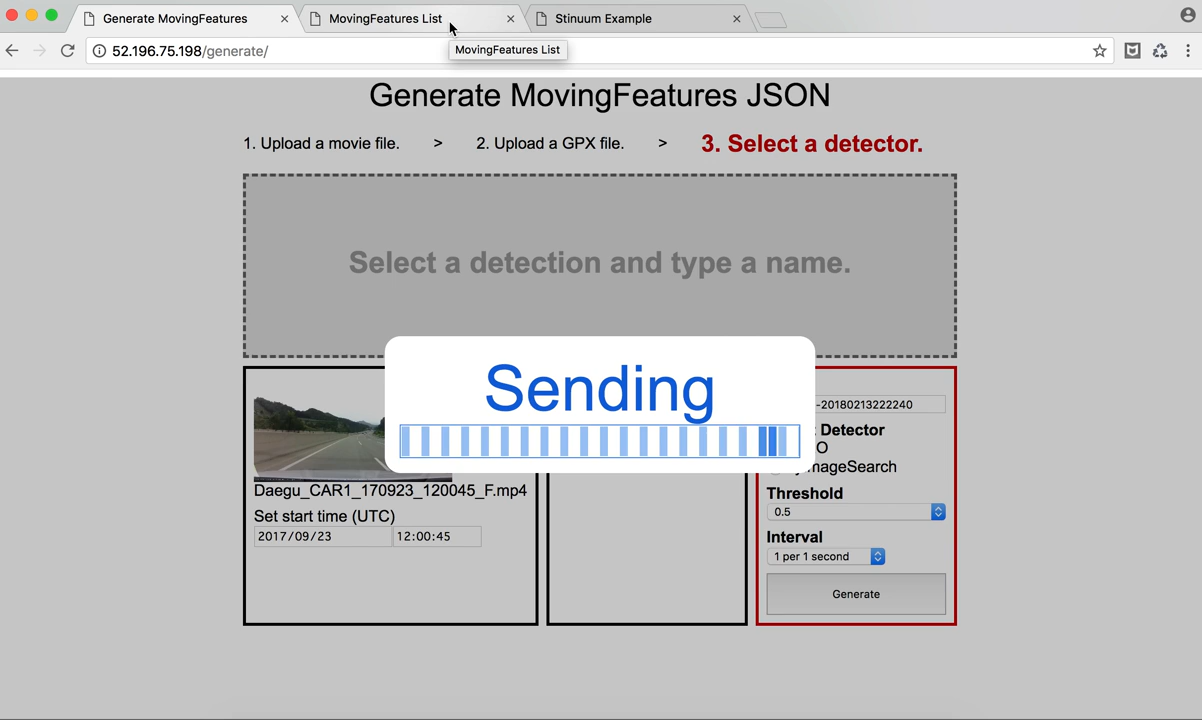 Generate MovingFeatures
MovingFeatures List
Stinuum Example
52.196.75.198/generate/
MovingFeatures List
Generate MovingFeatures JSON
1. Upload a movie file. > 2. Upload a GPX file. > 3. Select a detector.
Select a detection and type a name.
Sending
-20180213222240
Detector
O
ImageSearch
Daegu_CAR1_170923_120045_F.mp4
Threshold
0.5
Set start time (UTC)
2017/09/23 12:00:45
Interval
1 per 1 second
Generate